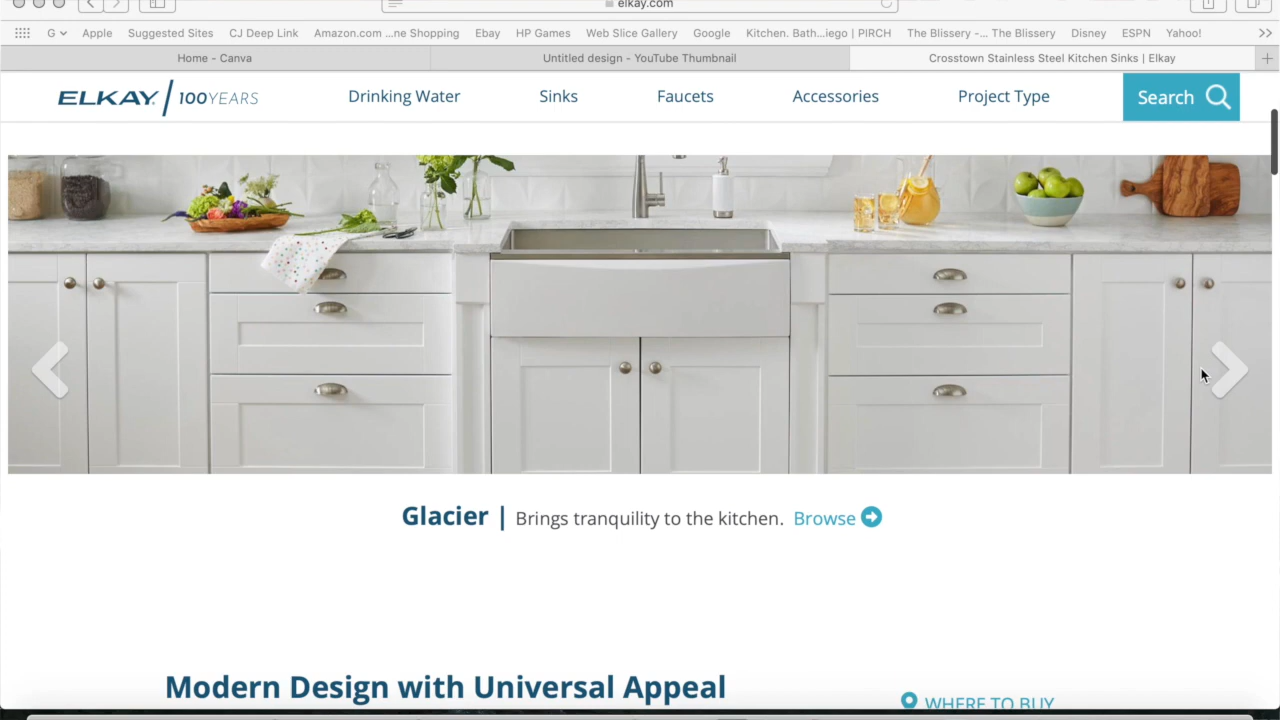 elkay.com
G Apple Suggested Sites CJ Deep Link Amazon.com ...ne Shopping Ebay HP Games Web Slice Gallery Google Kitchen. Bath...iego | PIRCH The Blissery -... The Blissery Disney ESPN Yahoo!
Home - Canva Untitled design - YouTube Thumbnail Crosstown Stainless Steel Kitchen Sinks | Elkay
ELKAY 100YEARS Drinking Water Sinks Faucets Accessories Project Type Search
Glacier | Brings tranquility to the kitchen. Browse
Modern Design with Universal Appeal
WHERE TO BUY